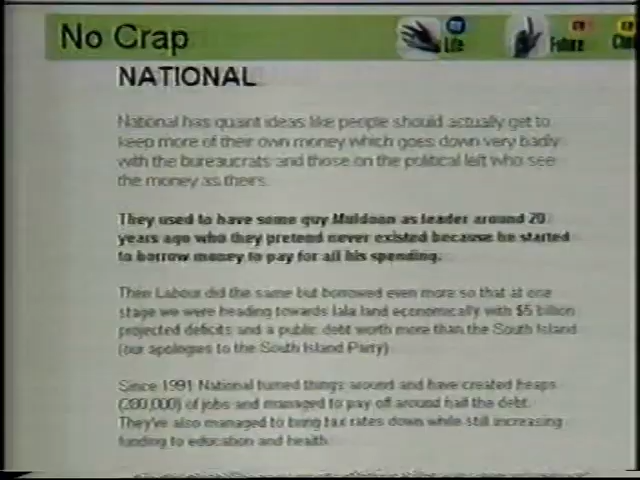 No Crap
Life
Future
NATIONAL
National has quaint ideas like people should actually get to
keep more of their own money which goes down very badly
with the bureaucrats and those on the political left who see
the money as theirs.
They used to have some guy Muldoon as leader around 20
years ago who they pretend never existed because he started
to borrow money to pay for all his spending.
Then Labour did the same but borrowed even more so that at one
stage we were heading towards lala land economically with $5 billion
projected deficits and a public debt worth more than the South Island
(our apologies to the South Island Party)
Since 1991 National turned things around and have created heaps
(280,000) of jobs and managed to pay off around half the debt.
They've also managed to bring tax rates down while still increasing
funding to education and health.